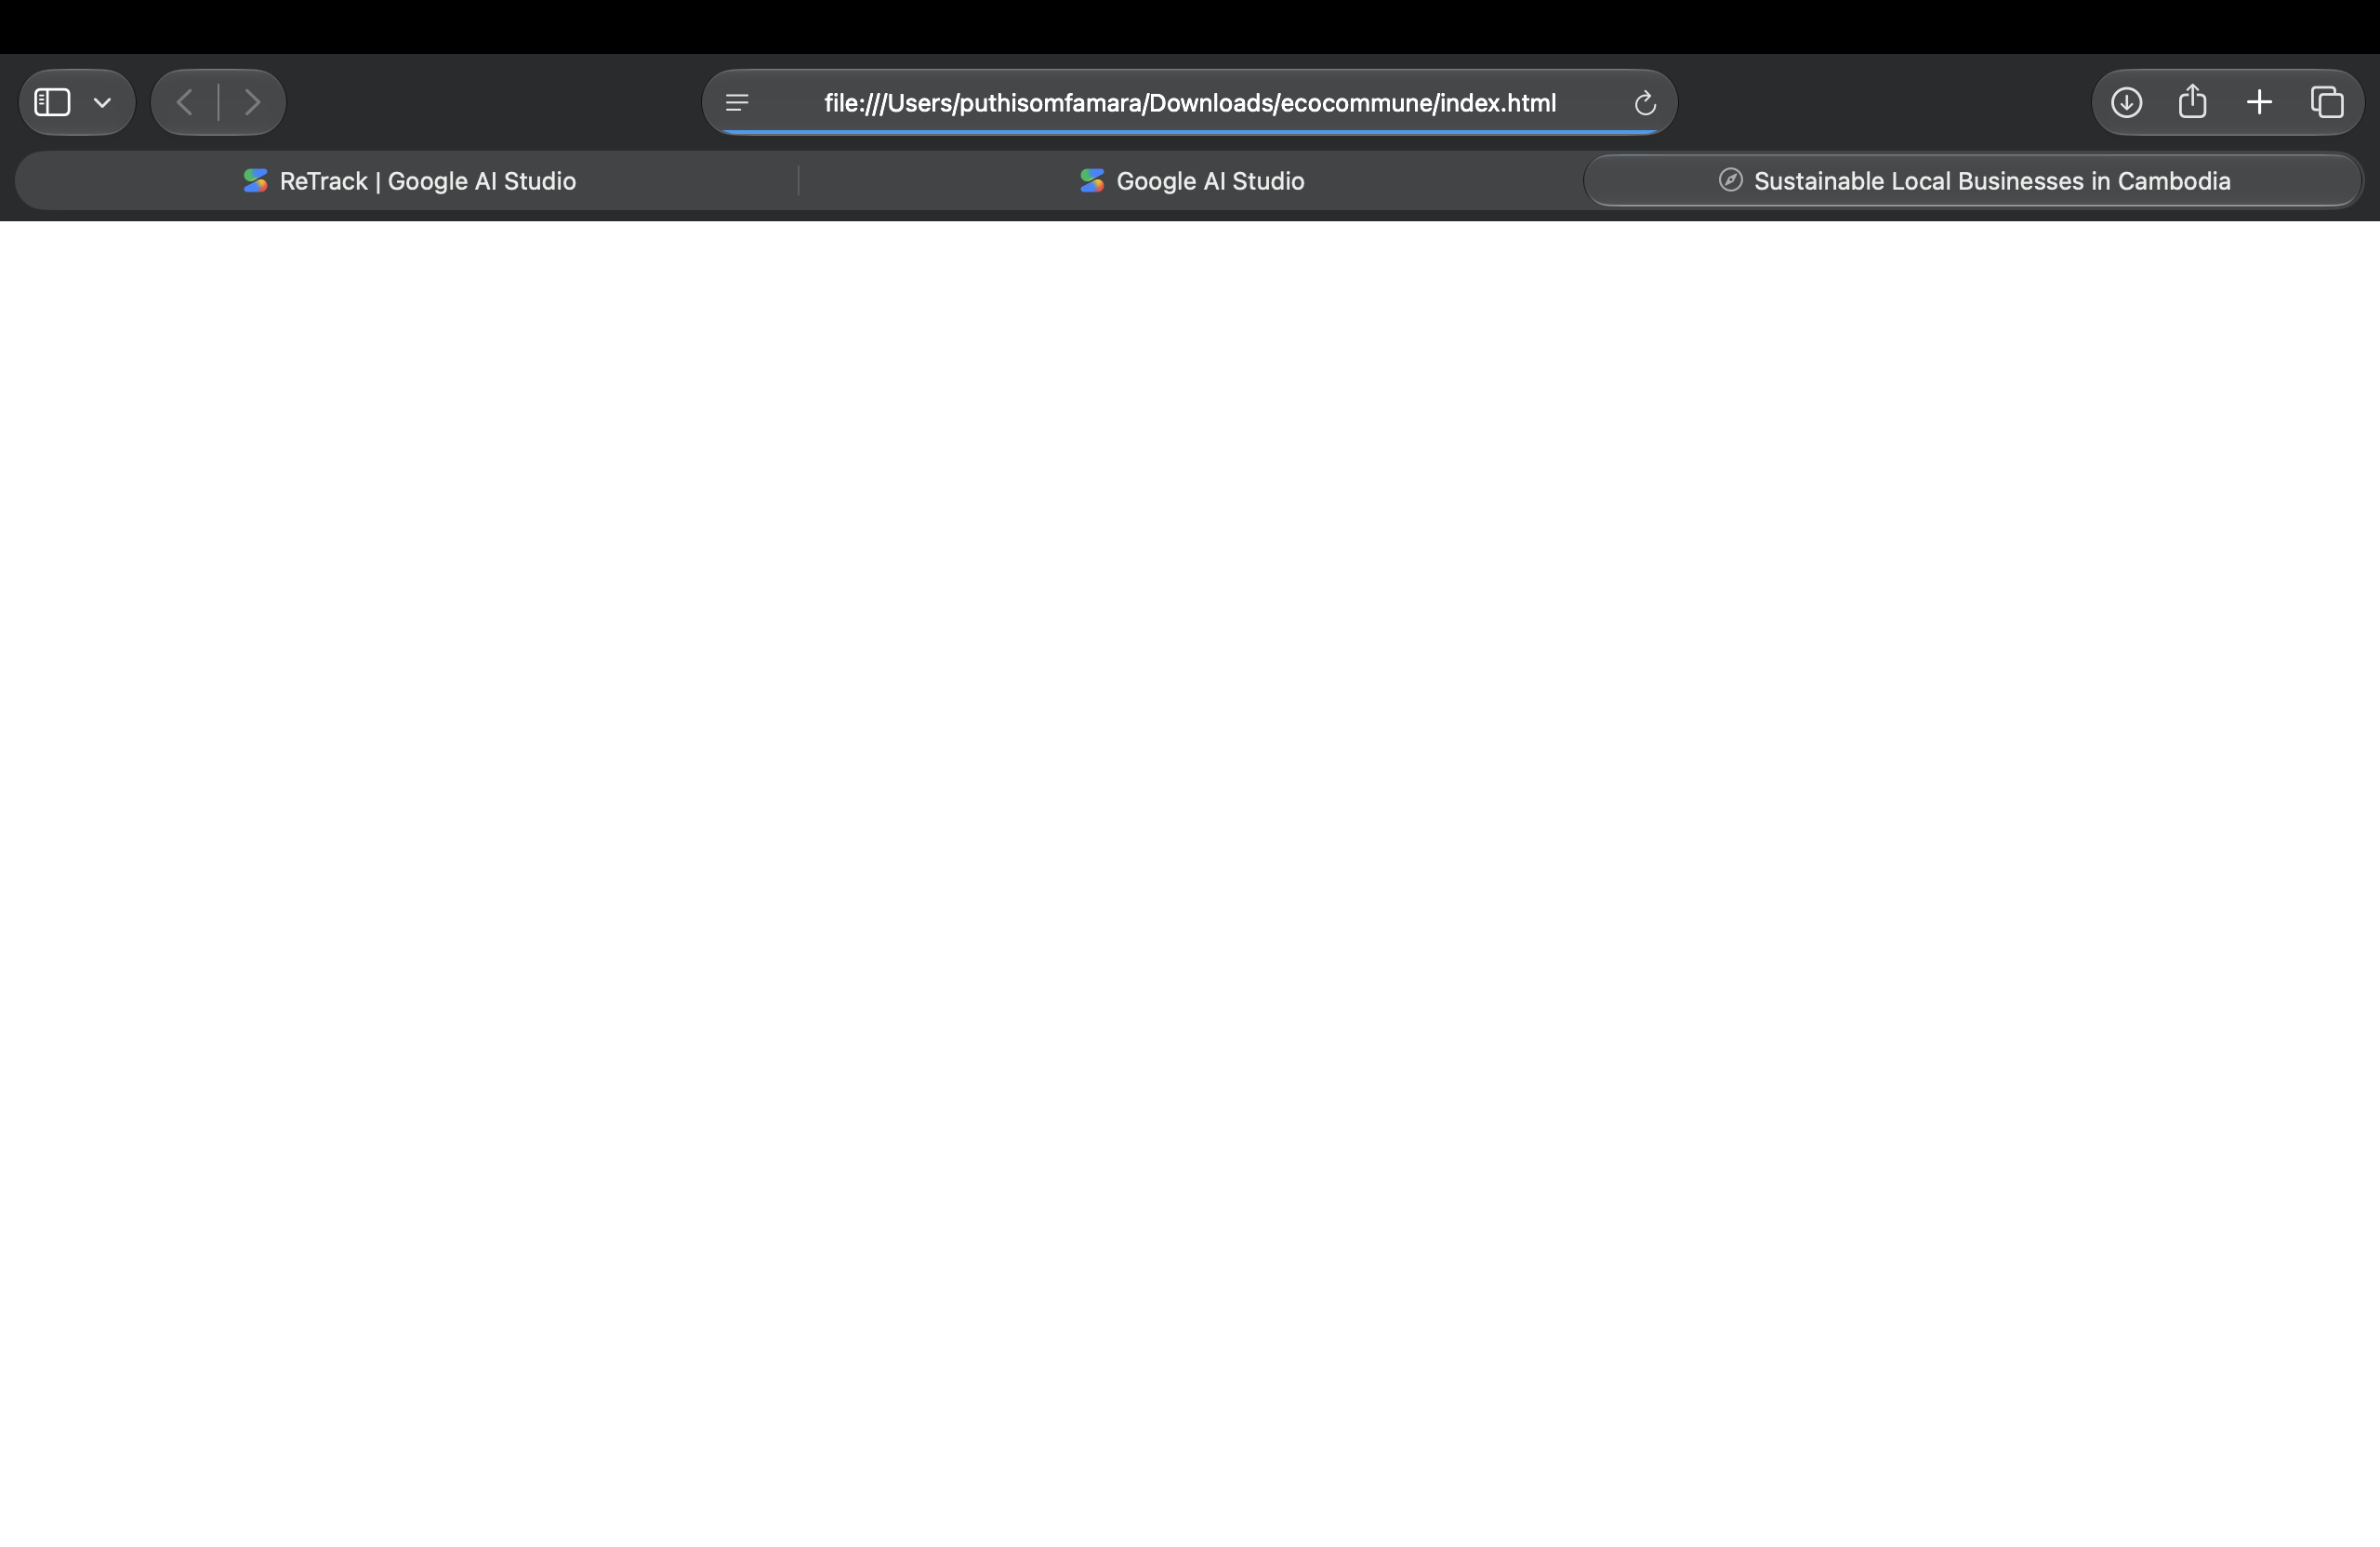 file:///Users/puthisomfamara/Downloads/ecocommune/index.html
ReTrack | Google AI Studio
Google AI Studio
Sustainable Local Businesses in Cambodia